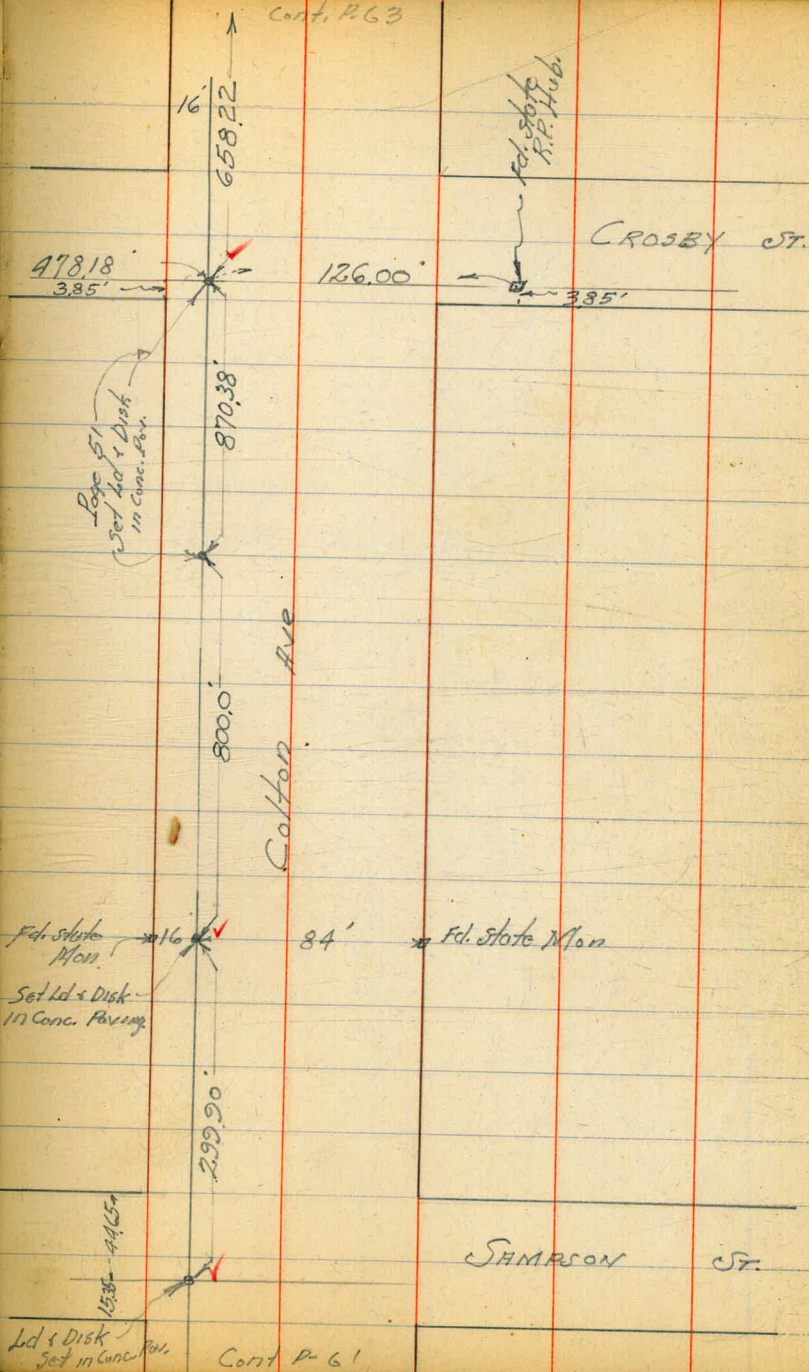 Cont. P. 63
16'
658.22
Fd. State
R.P. Hub.
CROSBY ST.
478.18'
3.85'
126.00'
3.85'
870.38'
Page 51
Set Ld & Disk
in Conc. Pav.
800.0'
Colton Ave
Fd. State
Mon.
16
84'
Fd. State Mon
Set Ld & Disk
in Conc. Paving
299.90'
15.35 44.65
SAMPSON ST.
Ld & Disk
Set in Conc. Pav.
Cont P- 61